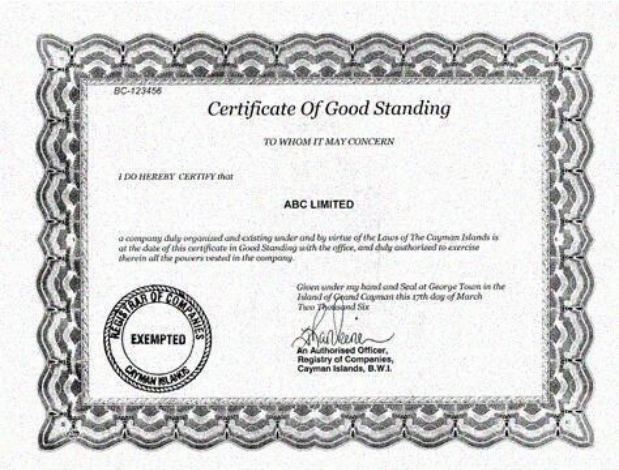 BC-123456
Certificate Of Good Standing
TO WHOM IT MAY CONCERN
I DO HEREBY CERTIFY that
ABC LIMITED
a company duly organized and existing under and by virtue of the Laws of The Cayman Islands is
at the date of this certificate in Good Standing with the office, and duly authorized to exercise
therein all the powers vested in the company.
Given under my hand and Seal at George Town in the
Island of Grand Cayman this 17th day of March
Two Thousand Six
REGISTRAR OF COMPANIES
EXEMPTED
CAYMAN ISLANDS
An Authorised Officer,
Registry of Companies,
Cayman Islands, B.W.I.